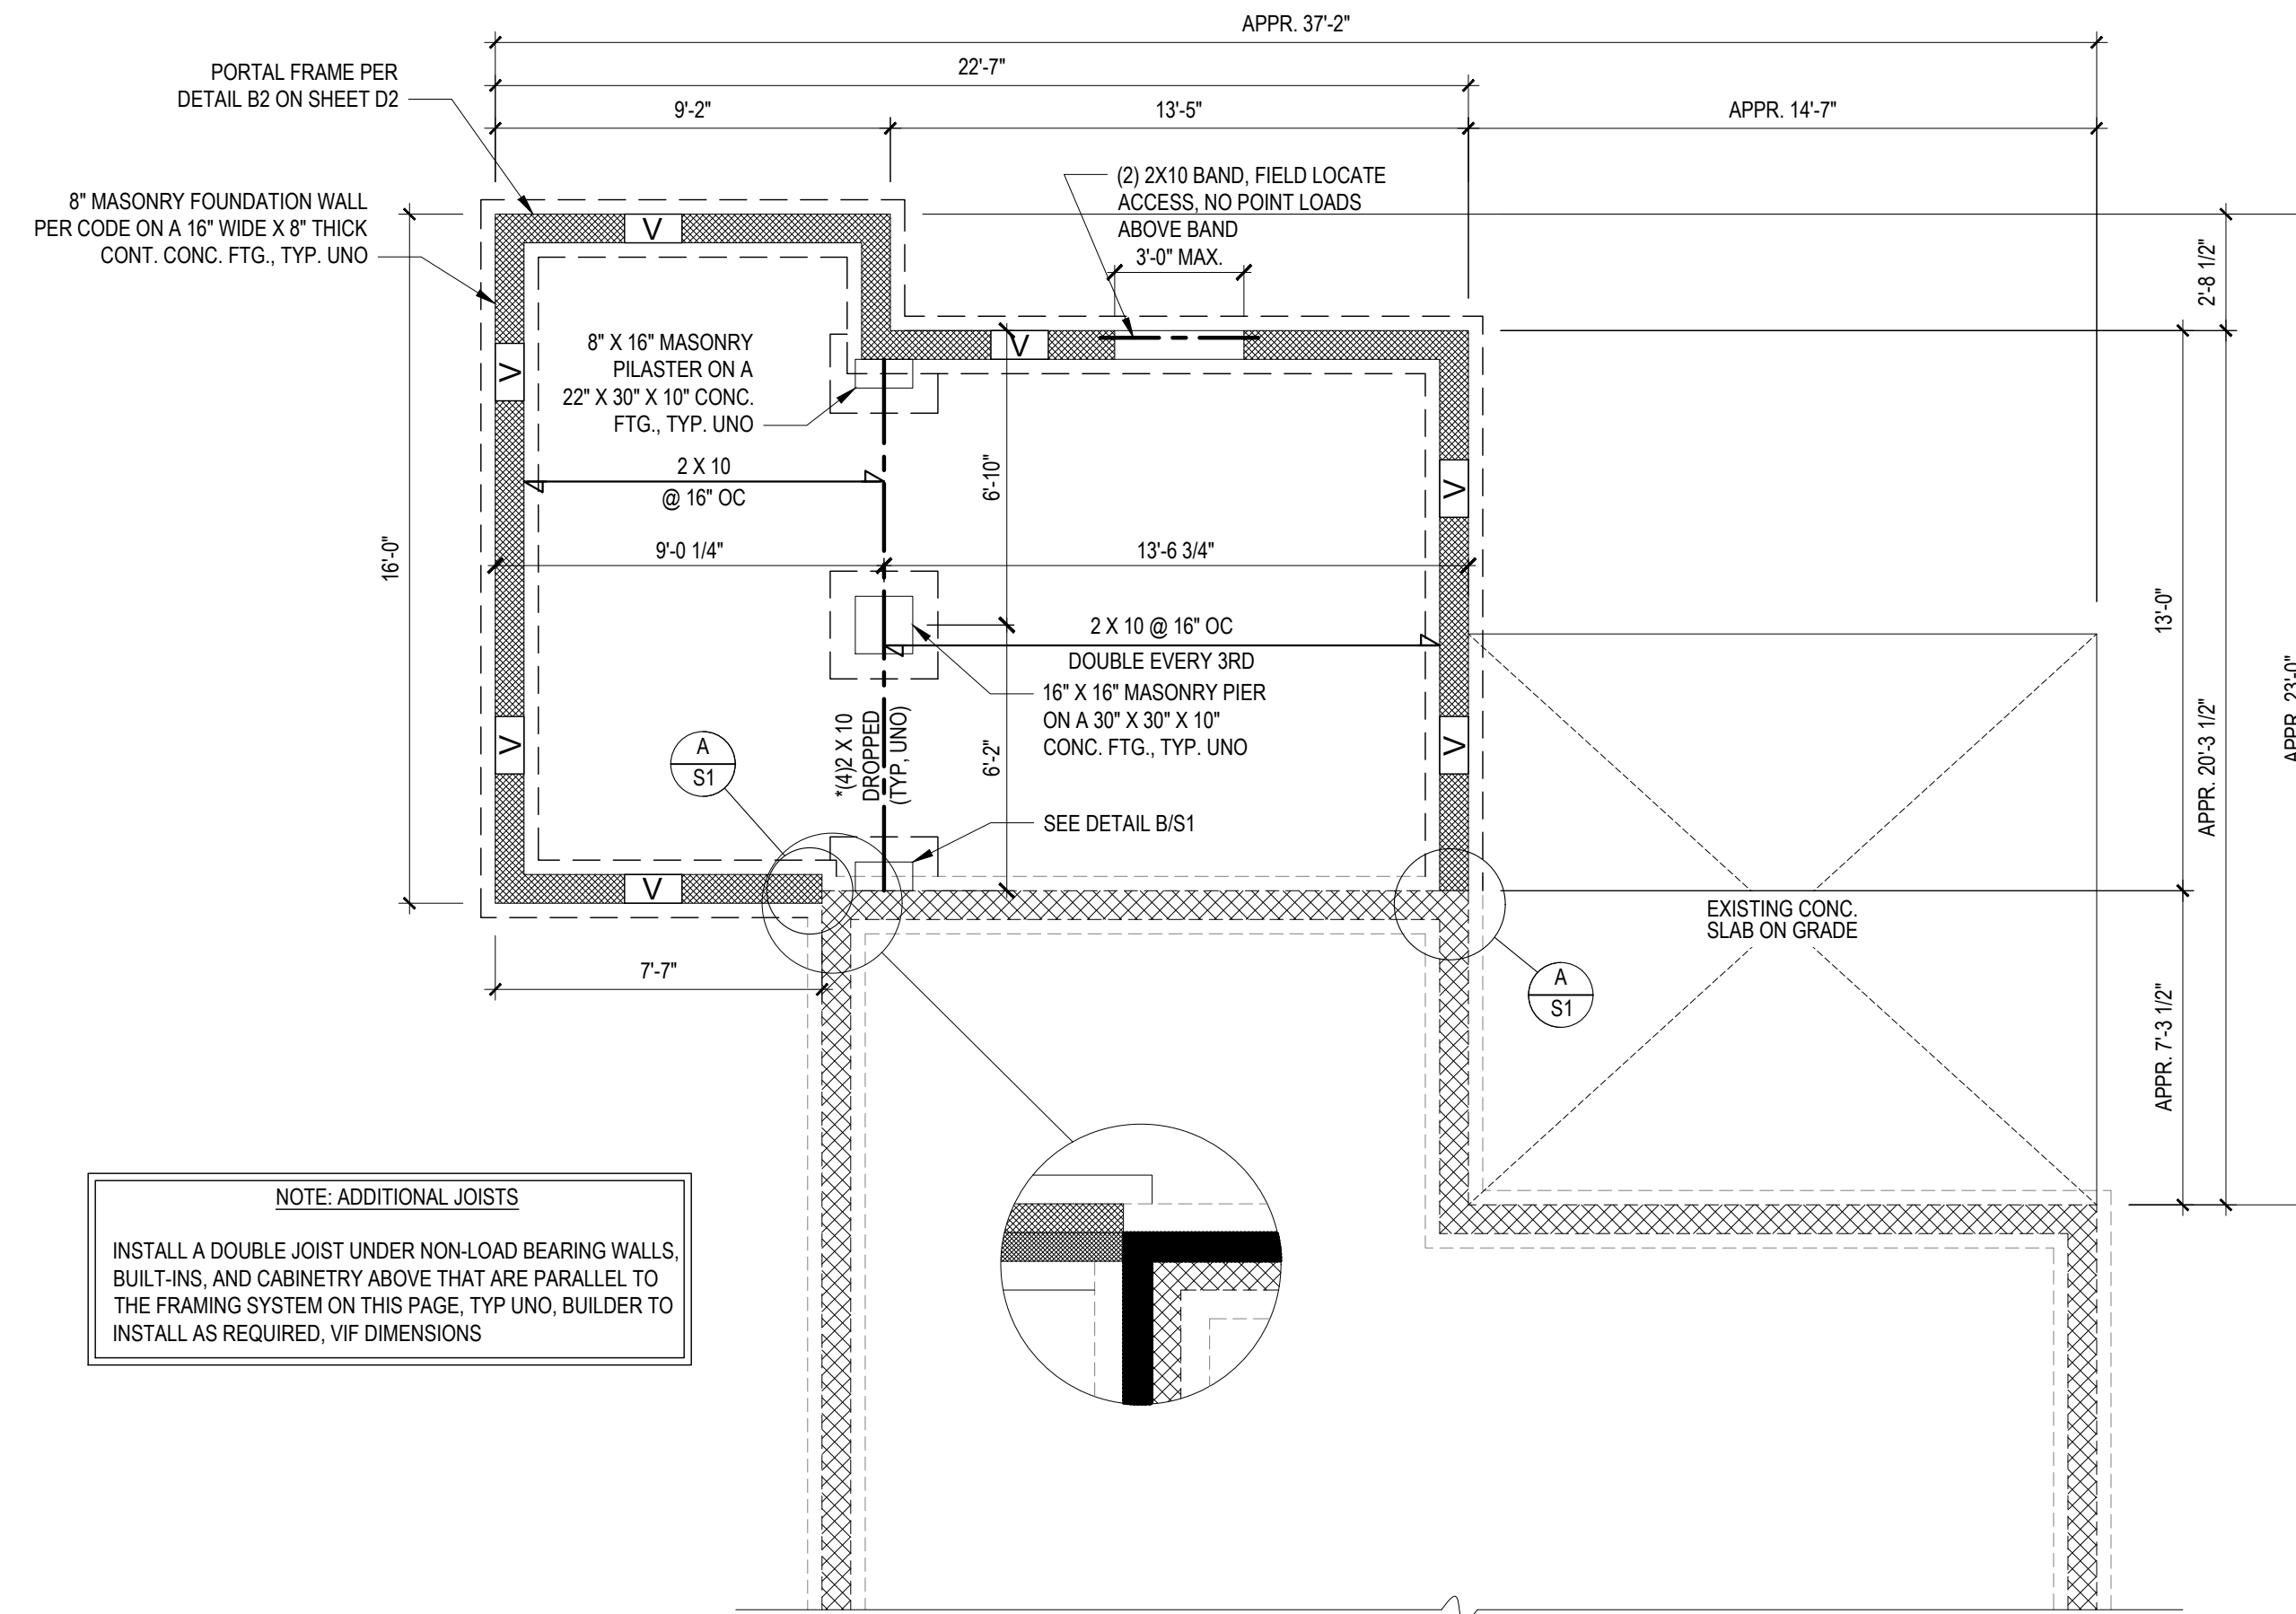 APPR. 37'-2"
22'-7"
9'-2"
13'-5"
APPR. 14'-7"
PORTAL FRAME PER
DETAIL B2 ON SHEET D2
8" MASONRY FOUNDATION WALL
PER CODE ON A 16" WIDE X 8" THICK
CONT. CONC. FTG., TYP. UNO
(2) 2X10 BAND, FIELD LOCATE
ACCESS, NO POINT LOADS
ABOVE BAND
3'-0" MAX.
V
V
V
V
V
V
V
8" X 16" MASONRY
PILASTER ON A
22" X 30" X 10" CONC.
FTG., TYP. UNO
2 X 10
@ 16" OC
9'-0 1/4"
13'-6 3/4"
6'-10"
16'-0"
2 X 10 @ 16" OC
DOUBLE EVERY 3RD
16" X 16" MASONRY PIER
ON A 30" X 30" X 10"
CONC. FTG., TYP. UNO
*(4)2 X 10
DROPPED
(TYP, UNO)
6'-2"
A
S1
SEE DETAIL B/S1
7'-7"
A
S1
EXISTING CONC.
SLAB ON GRADE
2'-8 1/2"
13'-0"
APPR. 20'-3 1/2"
APPR. 23'-0"
APPR. 7'-3 1/2"
NOTE: ADDITIONAL JOISTS
INSTALL A DOUBLE JOIST UNDER NON-LOAD BEARING WALLS,
BUILT-INS, AND CABINETRY ABOVE THAT ARE PARALLEL TO
THE FRAMING SYSTEM ON THIS PAGE, TYP UNO, BUILDER TO
INSTALL AS REQUIRED, VIF DIMENSIONS